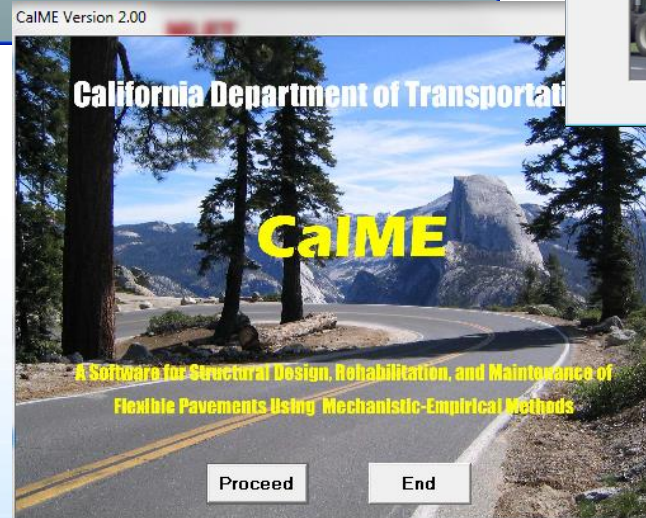 CalME Version 2.00
California Department of Transportati
CalME
A Software for Structural Design, Rehabilitation, and Maintenance of
Flexible Pavements Using Mechanistic-Empirical Methods
Proceed
End